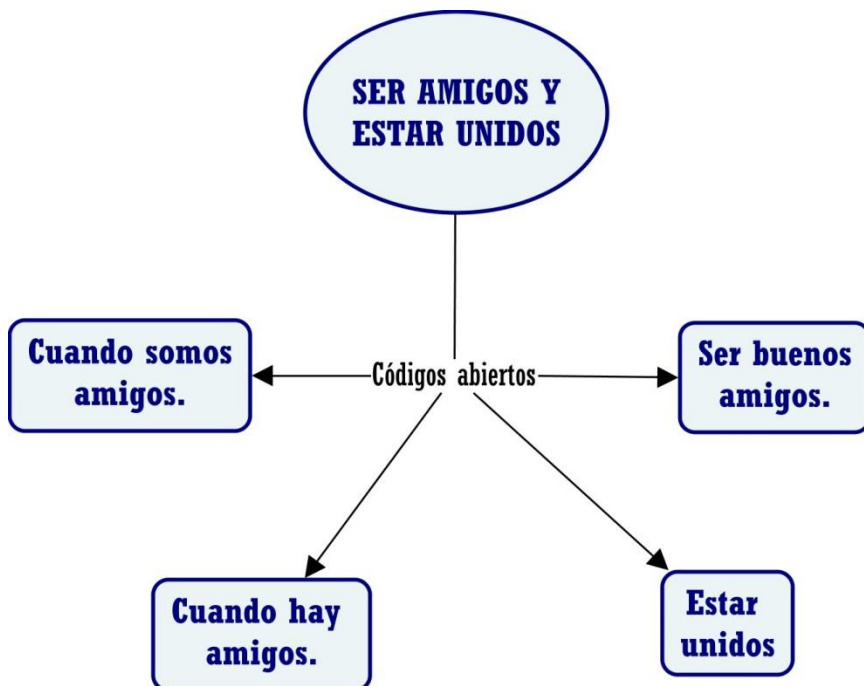 SER AMIGOS Y
ESTAR UNIDOS
Cuando somos
amigos.
Códigos abiertos
Ser buenos
amigos.
Cuando hay
amigos.
Estar
unidos